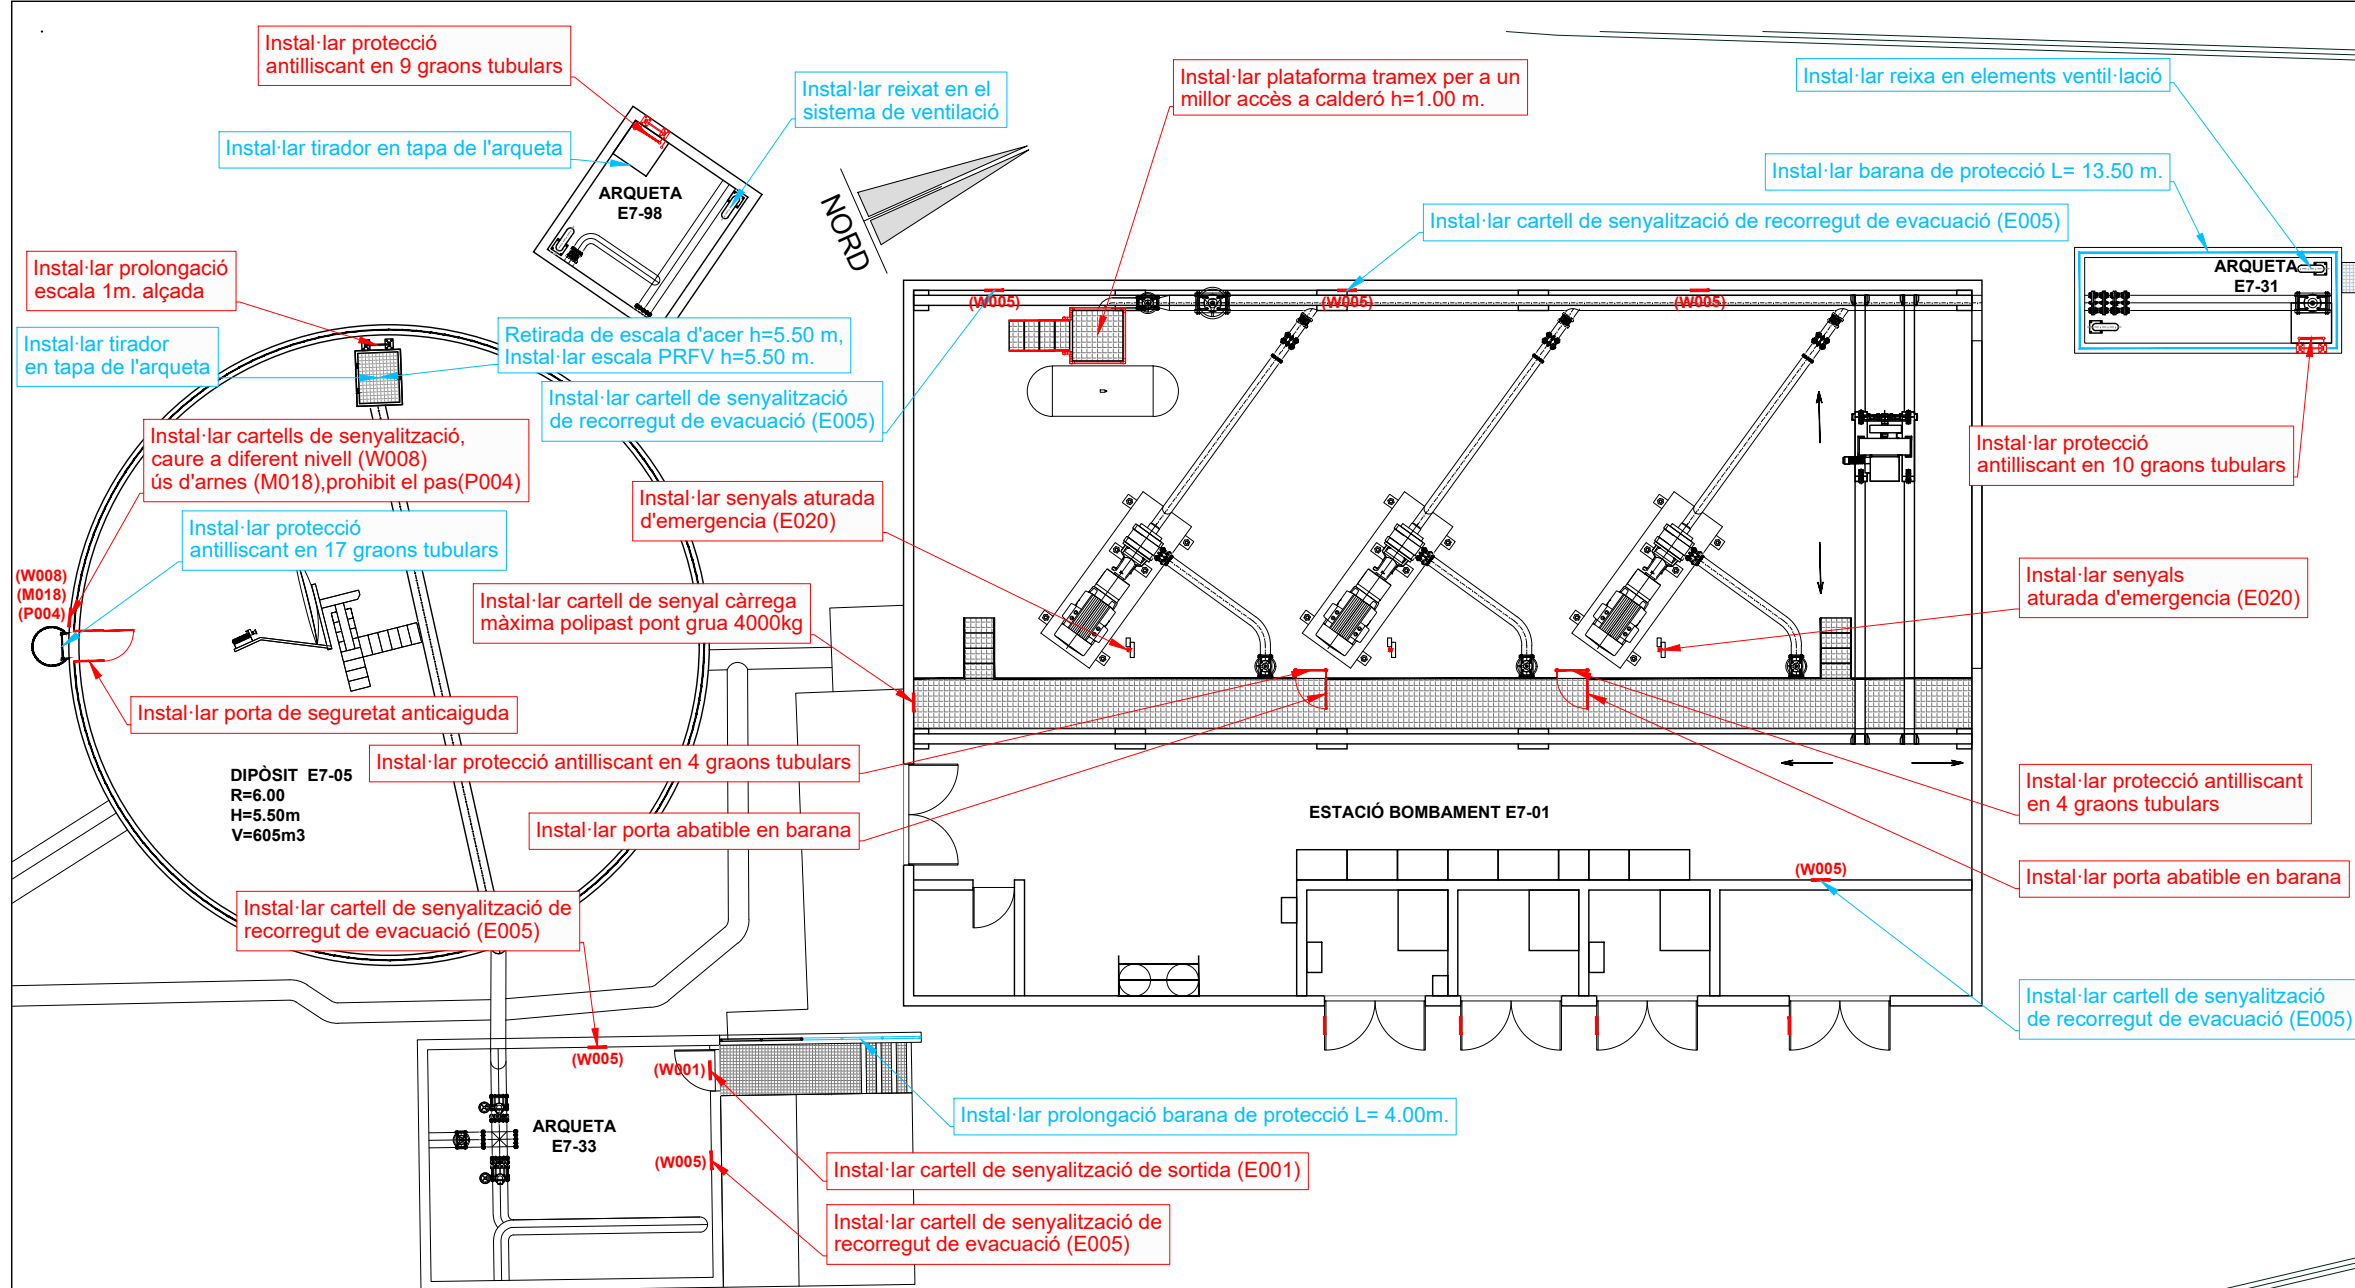 Instal·lar protecció
antilliscant en 9 graons tubulars
Instal·lar reixat en el
sistema de ventilació
Instal·lar plataforma tramex per a un
millor accès a calderó h=1.00 m.
Instal·lar reixa en elements ventil·lació
Instal·lar tirador en tapa de l'arqueta
Instal·lar barana de protecció L= 13.50 m.
ARQUETA
E7-98
NORD
Instal·lar cartell de senyalització de recorregut de evacuació (E005)
Instal·lar prolongació
escala 1m. alçada
ARQUETA
E7-31
(W005)
(W005)
(W005)
Instal·lar tirador
en tapa de l'arqueta
Retirada de escala d'acer h=5.50 m,
Instal·lar escala PRFV h=5.50 m.
Instal·lar cartell de senyalització
de recorregut de evacuació (E005)
Instal·lar cartells de senyalització,
caure a diferent nivell (W008)
ús d'arnes (M018),prohibit el pas(P004)
Instal·lar protecció
antilliscant en 10 graons tubulars
Instal·lar senyals aturada
d'emergencia (E020)
Instal·lar protecció
antilliscant en 17 graons tubulars
(W008)
(M018)
(P004)
Instal·lar senyals
aturada d'emergencia (E020)
Instal·lar cartell de senyal càrrega
màxima polipast pont grua 4000kg
Instal·lar porta de seguretat anticaiguda
Instal·lar protecció antilliscant en 4 graons tubulars
DIPÒSIT E7-05
R=6.00
H=5.50m
V=605m3
Instal·lar protecció antilliscant
en 4 graons tubulars
ESTACIÓ BOMBAMENT E7-01
Instal·lar porta abatible en barana
(W005)
Instal·lar porta abatible en barana
Instal·lar cartell de senyalització de
recorregut de evacuació (E005)
Instal·lar cartell de senyalització
de recorregut de evacuació (E005)
(W005)
(W001)
Instal·lar prolongació barana de protecció L= 4.00m.
ARQUETA
E7-33
(W005)
Instal·lar cartell de senyalització de sortida (E001)
Instal·lar cartell de senyalització de
recorregut de evacuació (E005)